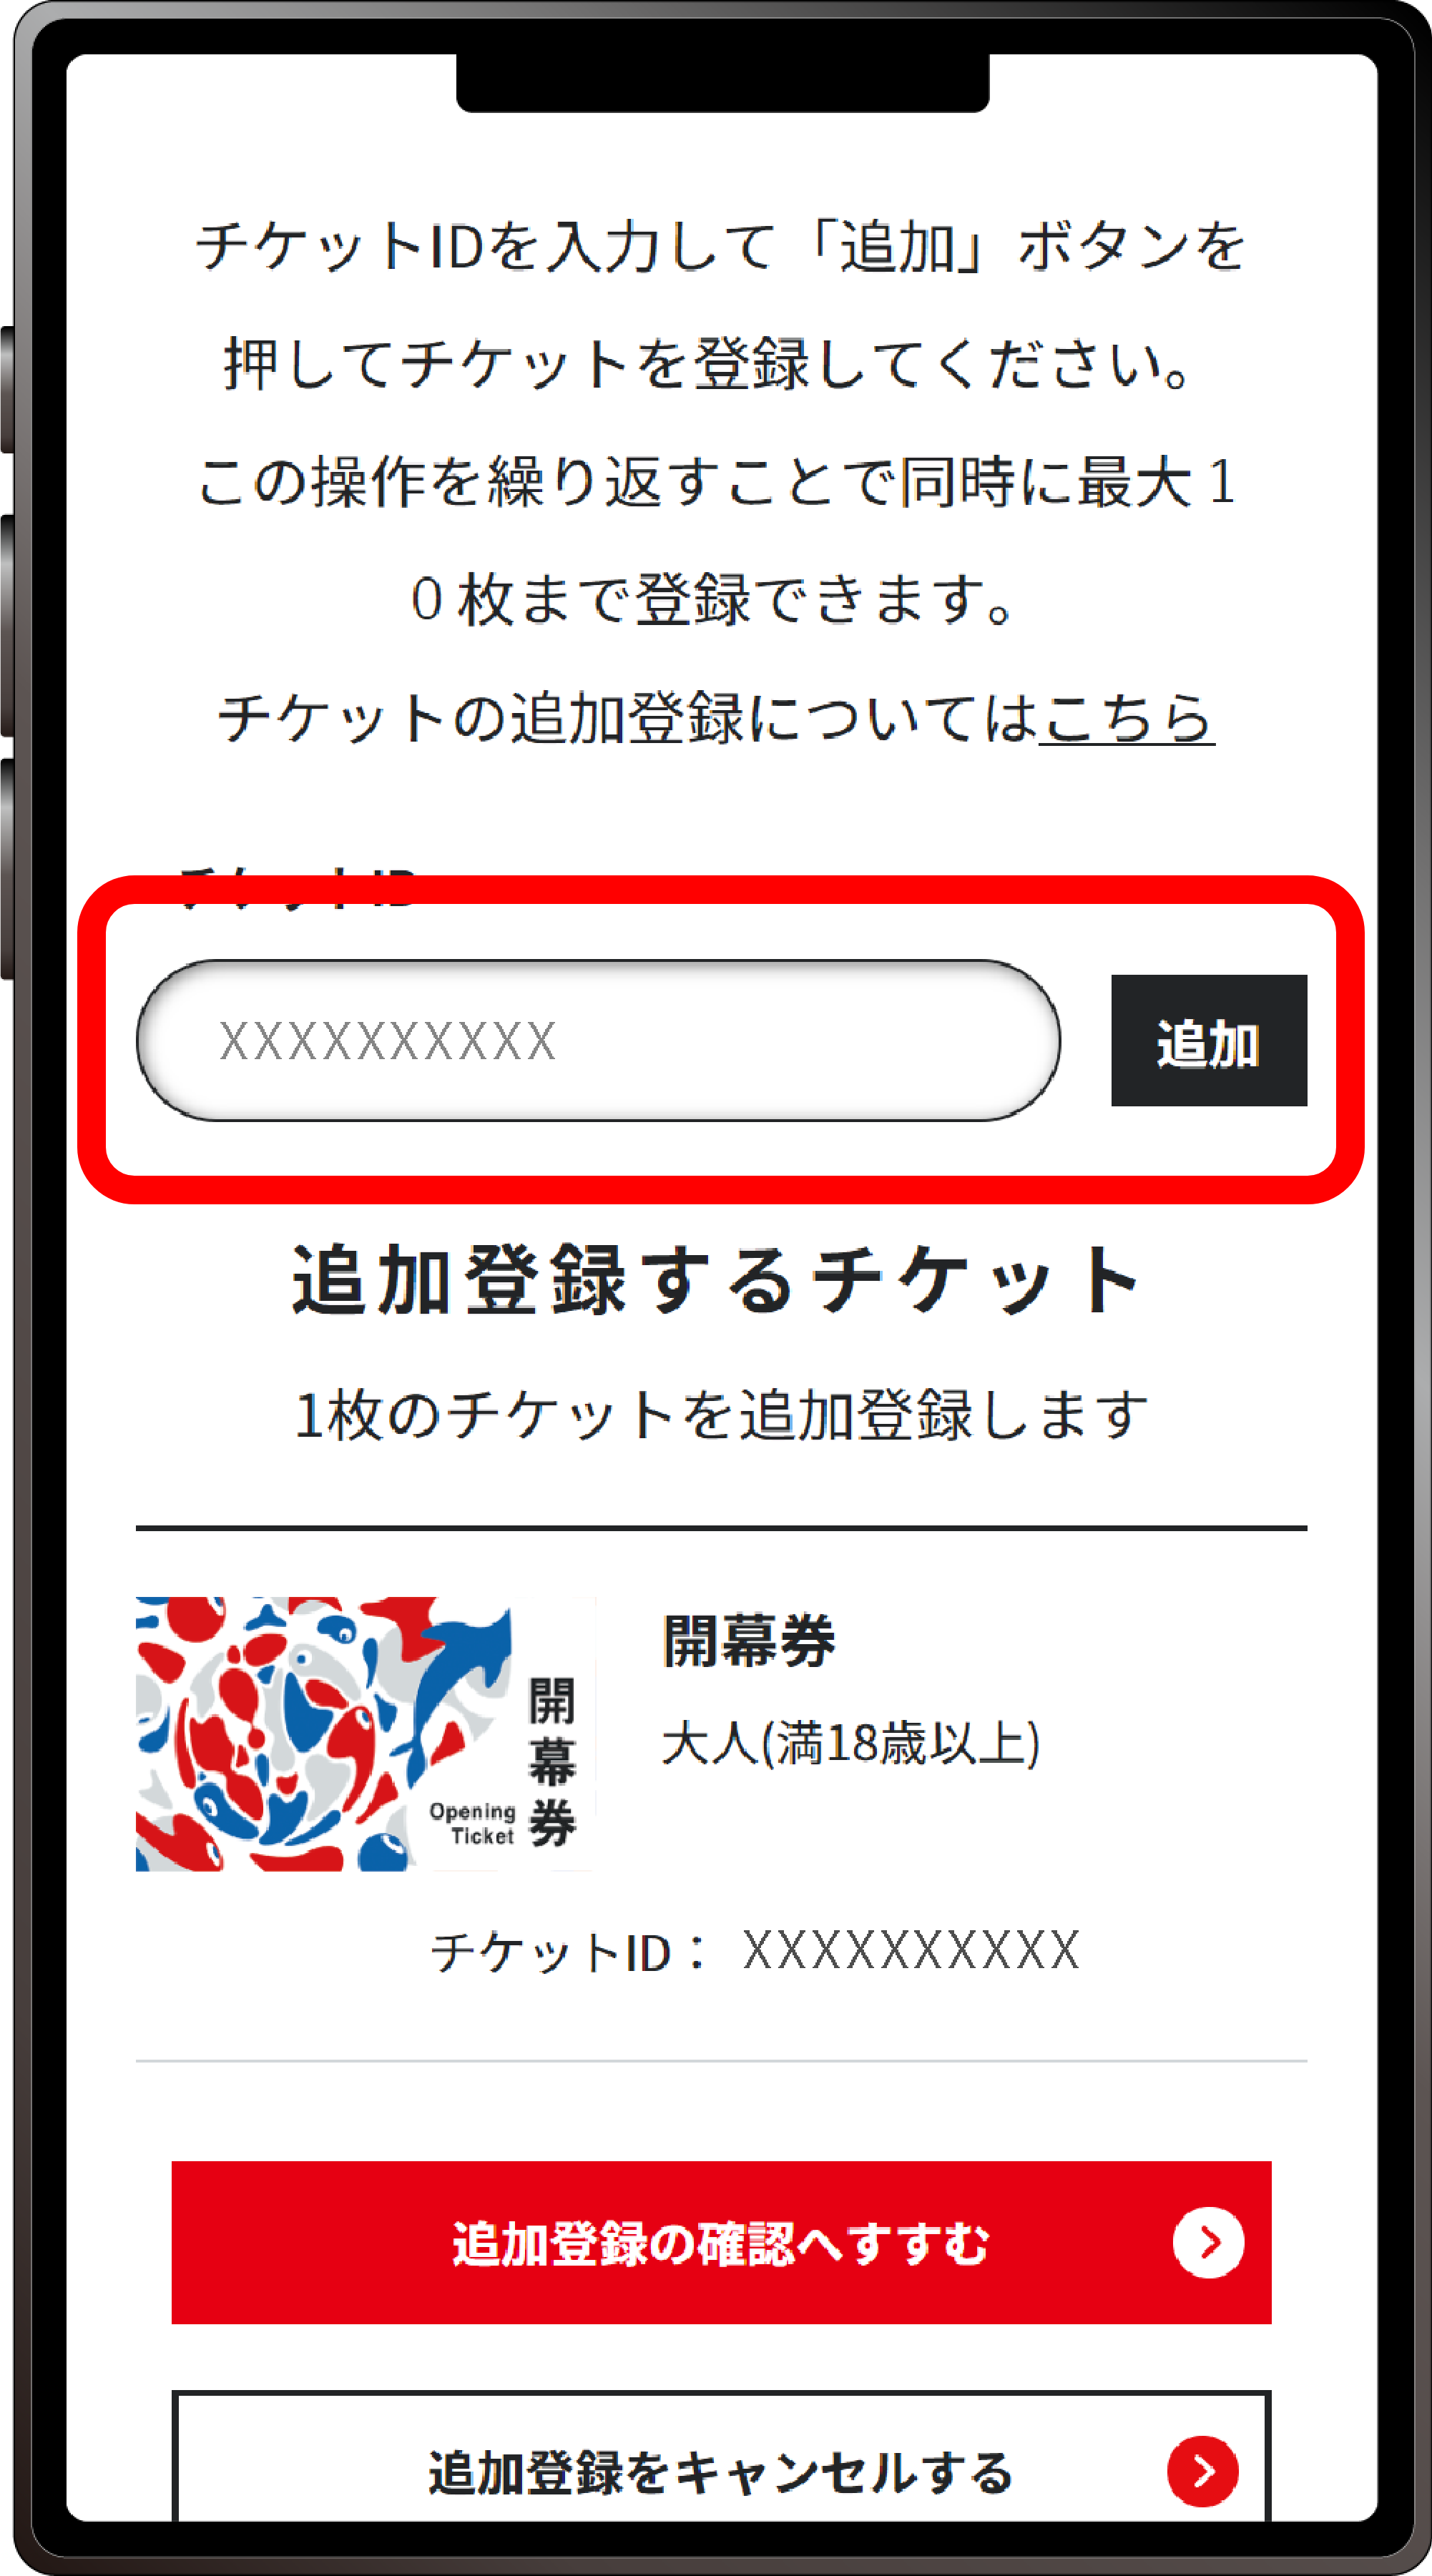 チケットIDを入力して「追加」ボタンを
押してチケットを登録してください。
この操作を繰り返すことで同時に最大１
０枚まで登録できます。
チケットの追加登録についてはこちら
チケットID
XXXXXXXXXX
追加
追加登録するチケット
1枚のチケットを追加登録します
開幕券
Opening
Ticket
開幕券
大人(満18歳以上)
チケットID： XXXXXXXXXX
追加登録の確認へすすむ
追加登録をキャンセルする